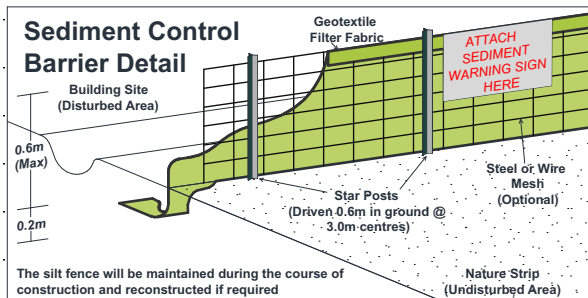 Sediment Control
Barrier Detail
Geotextile
Filter Fabric
ATTACH
SEDIMENT
WARNING SIGN
HERE
Building Site
(Disturbed Area)
0.6m
(Max)
0.2m
Steel or Wire
Mesh
(Optional)
Star Posts
(Driven 0.6m in ground @
3.0m centres)
The silt fence will be maintained during the course of
construction and reconstructed if required
Nature Strip
(Undisturbed Area)